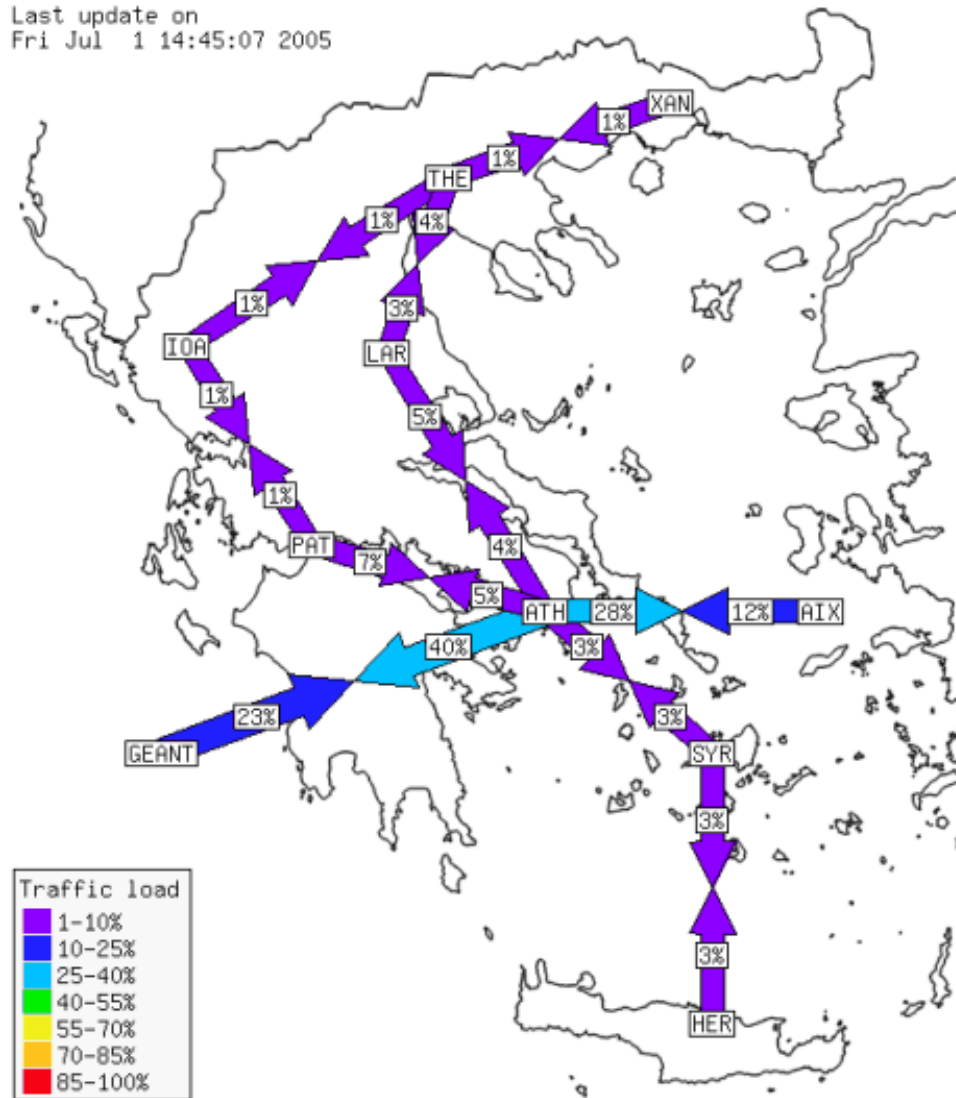 Last update on
Fri Jul  1 14:45:07 2005
XAN
1%
1%
THE
1%
4%
1%
3%
IOA
LAR
1%
5%
1%
PAT
4%
7%
5%
ATH
28%
12%
AIX
40%
3%
23%
3%
GEANT
SYR
3%
3%
HER
Traffic load
1-10%
10-25%
25-40%
40-55%
55-70%
70-85%
85-100%